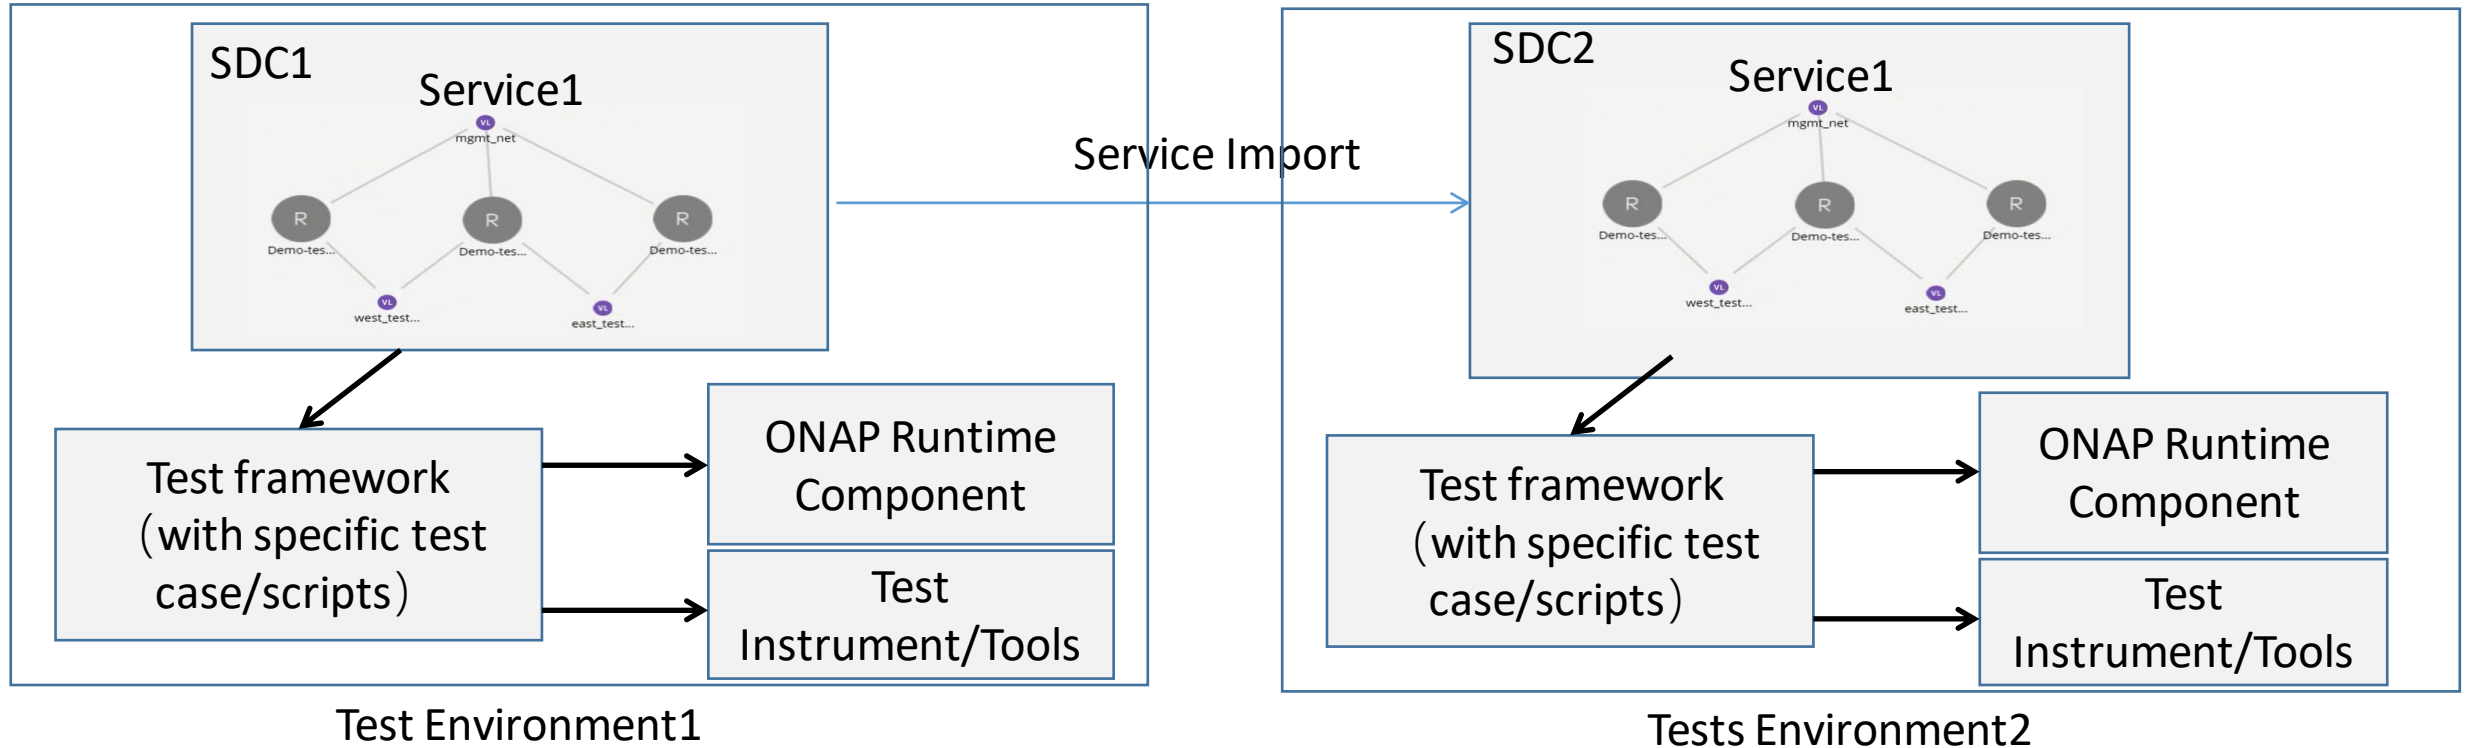 SDC1
Service1
VL
mgmt_net
R
R
R
Demo-tes...
Demo-tes...
Demo-tes...
VL
VL
west_test...
east_test...
Test framework
（with specific test
case/scripts）
ONAP Runtime
Component
Test
Instrument/Tools
Test Environment1
Service Import
SDC2
Service1
VL
mgmt_net
R
R
R
Demo-tes...
Demo-tes...
Demo-tes...
VL
VL
west_test...
east_test...
Test framework
（with specific test
case/scripts）
ONAP Runtime
Component
Test
Instrument/Tools
Tests Environment2